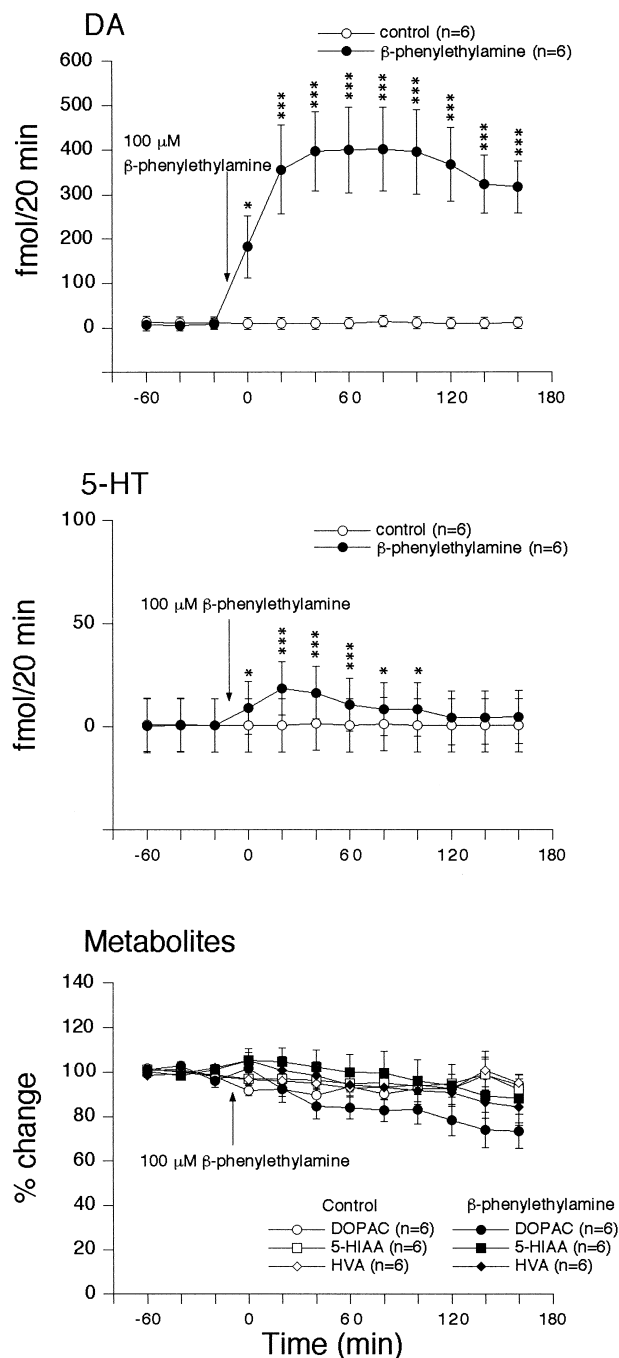 DA
control (n=6)
β-phenylethylamine (n=6)
600
500
400
300
200
100
0
fmol/20 min
100 μM
β-phenylethylamine
*
***
***
***
***
***
***
***
***
-60
0
60
120
180
5-HT
control (n=6)
β-phenylethylamine (n=6)
100
50
0
fmol/20 min
100 μM β-phenylethylamine
*
***
***
***
*
*
-60
0
60
120
180
Metabolites
140
120
100
80
60
40
20
0
% change
100 μM β-phenylethylamine
Control
β-phenylethylamine
DOPAC (n=6)
DOPAC (n=6)
5-HIAA (n=6)
5-HIAA (n=6)
HVA (n=6)
HVA (n=6)
-60
0
60
120
180
Time (min)